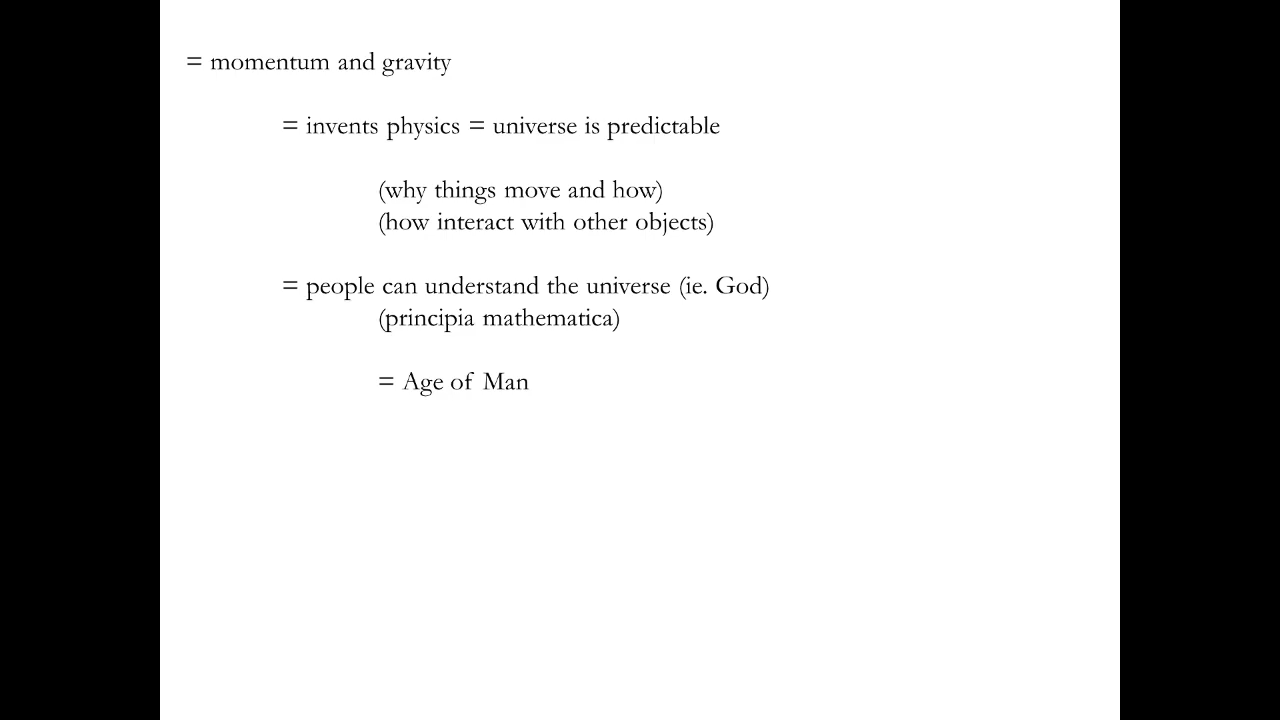 = momentum and gravity
= invents physics = universe is predictable
(why things move and how)
(how interact with other objects)
= people can understand the universe (ie. God)
(principia mathematica)
= Age of Man